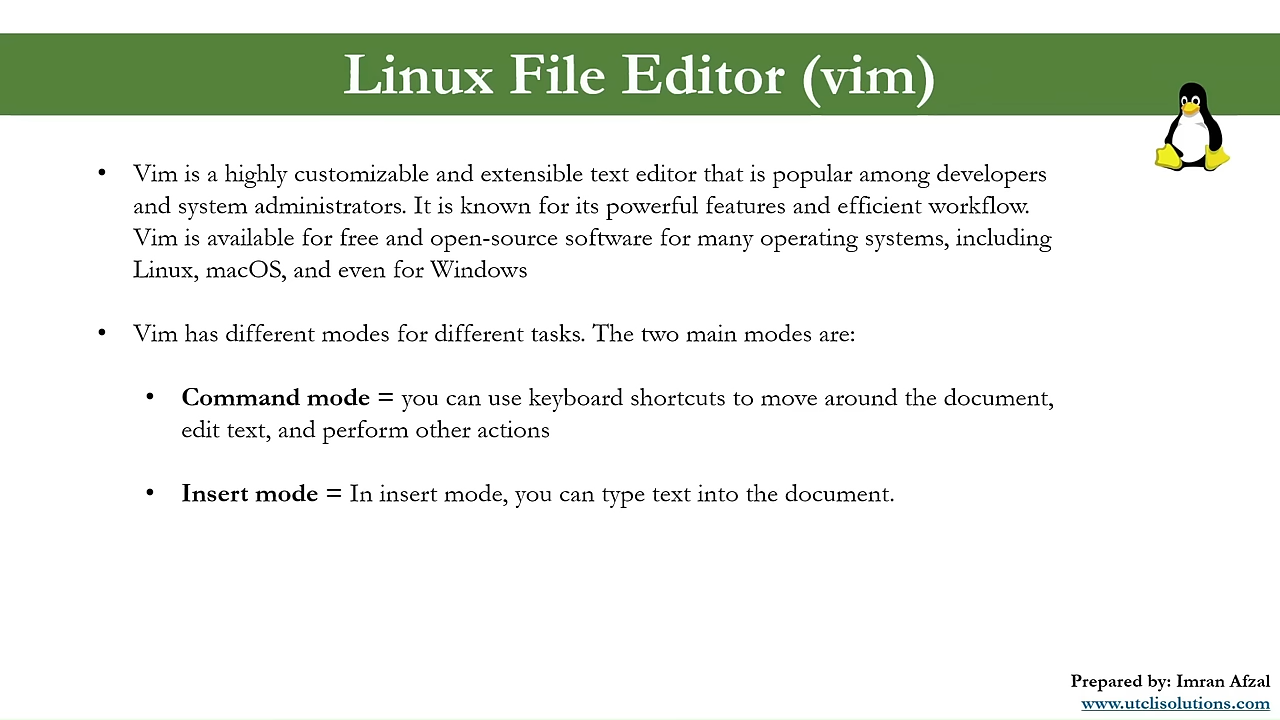 Linux File Editor (vim)
• Vim is a highly customizable and extensible text editor that is popular among developers
and system administrators. It is known for its powerful features and efficient workflow.
Vim is available for free and open-source software for many operating systems, including
Linux, macOS, and even for Windows
• Vim has different modes for different tasks. The two main modes are:
• Command mode = you can use keyboard shortcuts to move around the document,
edit text, and perform other actions
• Insert mode = In insert mode, you can type text into the document.
Prepared by: Imran Afzal
www.utclisolutions.com